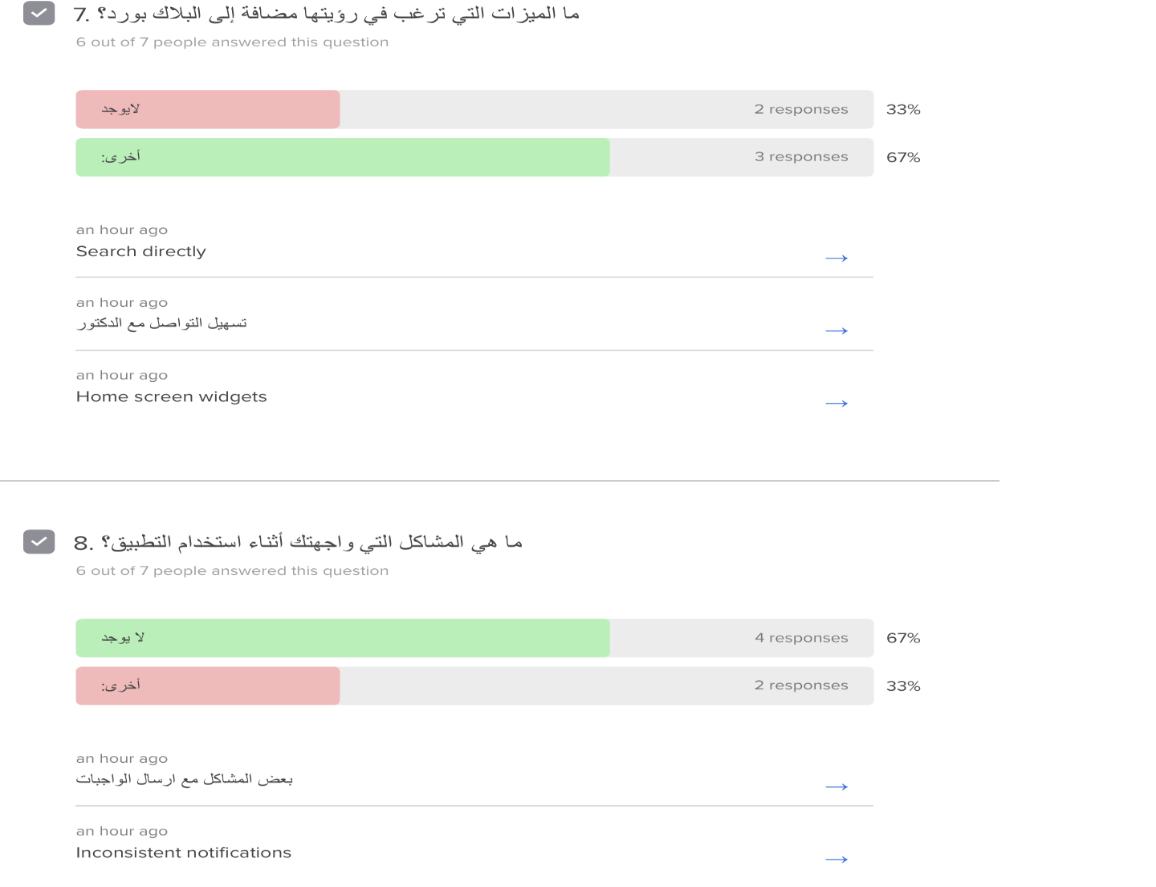 7. ما الميزات التي ترغب في رؤيتها مضافة إلى البلاك بورد؟
6 out of 7 people answered this question
لايوجد 2 responses 33%
أخرى: 3 responses 67%
an hour ago
Search directly
an hour ago
تسهيل التواصل مع الدكتور
an hour ago
Home screen widgets
8. ما هي المشاكل التي واجهتك أثناء استخدام التطبيق؟
6 out of 7 people answered this question
لا يوجد 4 responses 67%
أخرى: 2 responses 33%
an hour ago
بعض المشاكل مع ارسال الواجبات
an hour ago
Inconsistent notifications